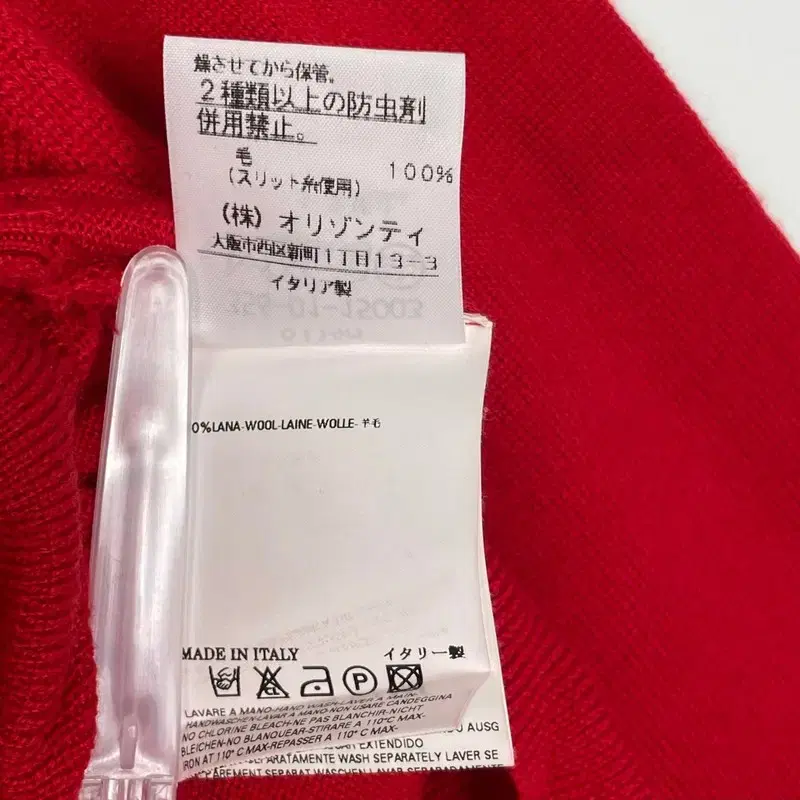 燥させてから保管。
2種類以上の防虫剤
併用禁止。
毛 100%
(スリット糸使用)
(株) オリゾンティ
大阪市西区新町1丁目13-3
イタリア製
0%LANA-WOOL-LAINE-WOLLE-羊毛
MADE IN ITALY イタリー製
LAVARE A MANO-HAND WASH-LAVER A MAIN-
HANDWASCHEN-LAVAR A MANO-NON USARE CANDEGGINA
NO CHLORINE BLEACH-NE PAS BLANCHIR-NICHT
BLEICHEN-NO BLANQUEAR-STIRARE A 110°C MAX-
IRON AT 110° C MAX-REPASSER A 110° C MAX-
AUSG
EXTENDIDO
WASH SEPARATELY LAVER SE
SEPARAT WASCHEN LAVAR SEPARATAMENTE